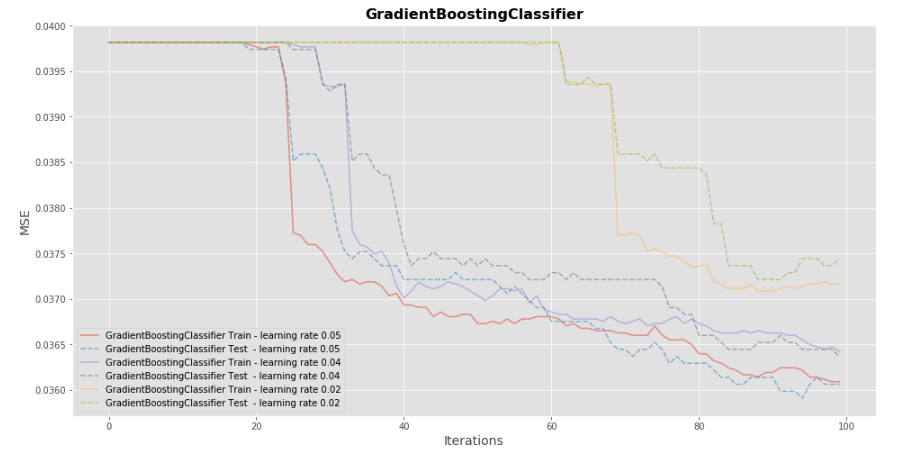 GradientBoostingClassifier
0.0400
0.0395
0.0390
0.0385
0.0380
0.0375
0.0370
0.0365
0.0360
MSE
GradientBoostingClassifier Train - learning rate 0.05
GradientBoostingClassifier Test - learning rate 0.05
GradientBoostingClassifier Train - learning rate 0.04
GradientBoostingClassifier Test - learning rate 0.04
GradientBoostingClassifier Train - learning rate 0.02
GradientBoostingClassifier Test - learning rate 0.02
0 20 40 60 80 100
Iterations